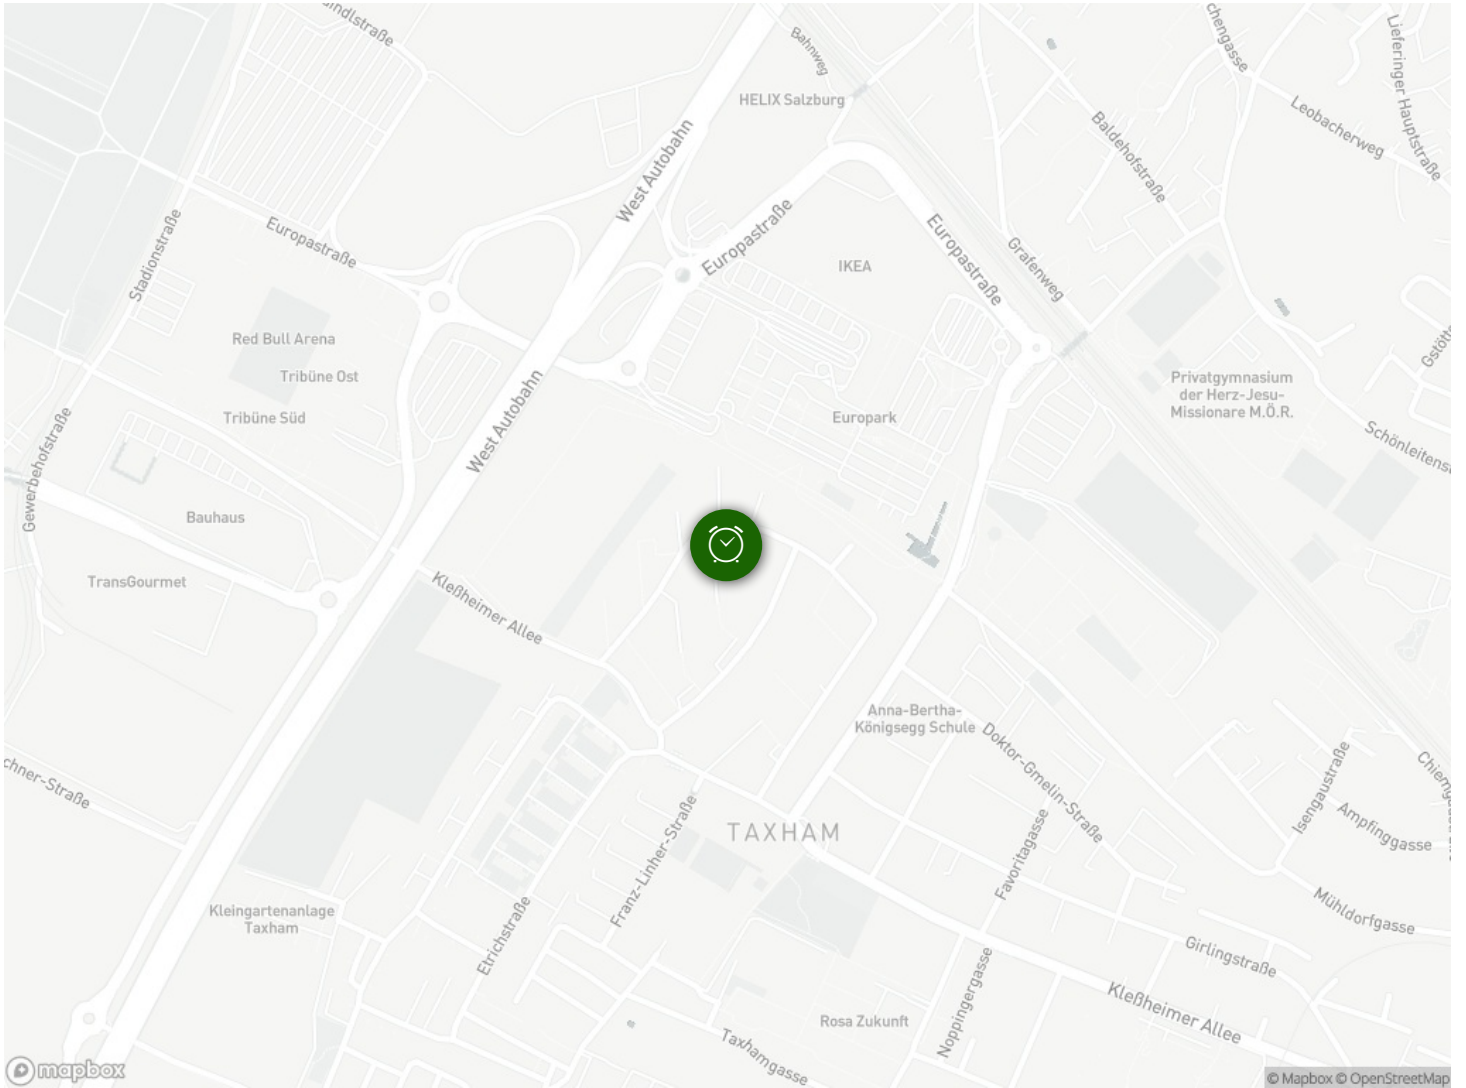 Bahnweg
HELIX Salzburg
West Autobahn
Leobacherweg
Lieferinger Hauptstraße
Baldehofstraße
Stadionstraße
Europastraße
Europastraße
Europastraße
IKEA
Grafenweg
Red Bull Arena
Tribüne Ost
Tribüne Süd
West Autobahn
Europark
Privatgymnasium
der Herz-Jesu-
Missionare M.Ö.R.
Gewerbehofstraße
Bauhaus
TransGourmet
Kleßheimer Allee
Anna-Bertha-
Königsegg Schule
Doktor-Gmelin-Straße
Isengaustraße
Ampfinggasse
TAXHAM
Favoritagasse
Franz-Linher-Straße
Kleingartenanlage
Taxham
Etrichstraße
Mühldorfgasse
Girlingstraße
Noppingergasse
Kleßheimer Allee
Rosa Zukunft
Taxhamgasse
mapbox
© Mapbox © OpenStreetMap